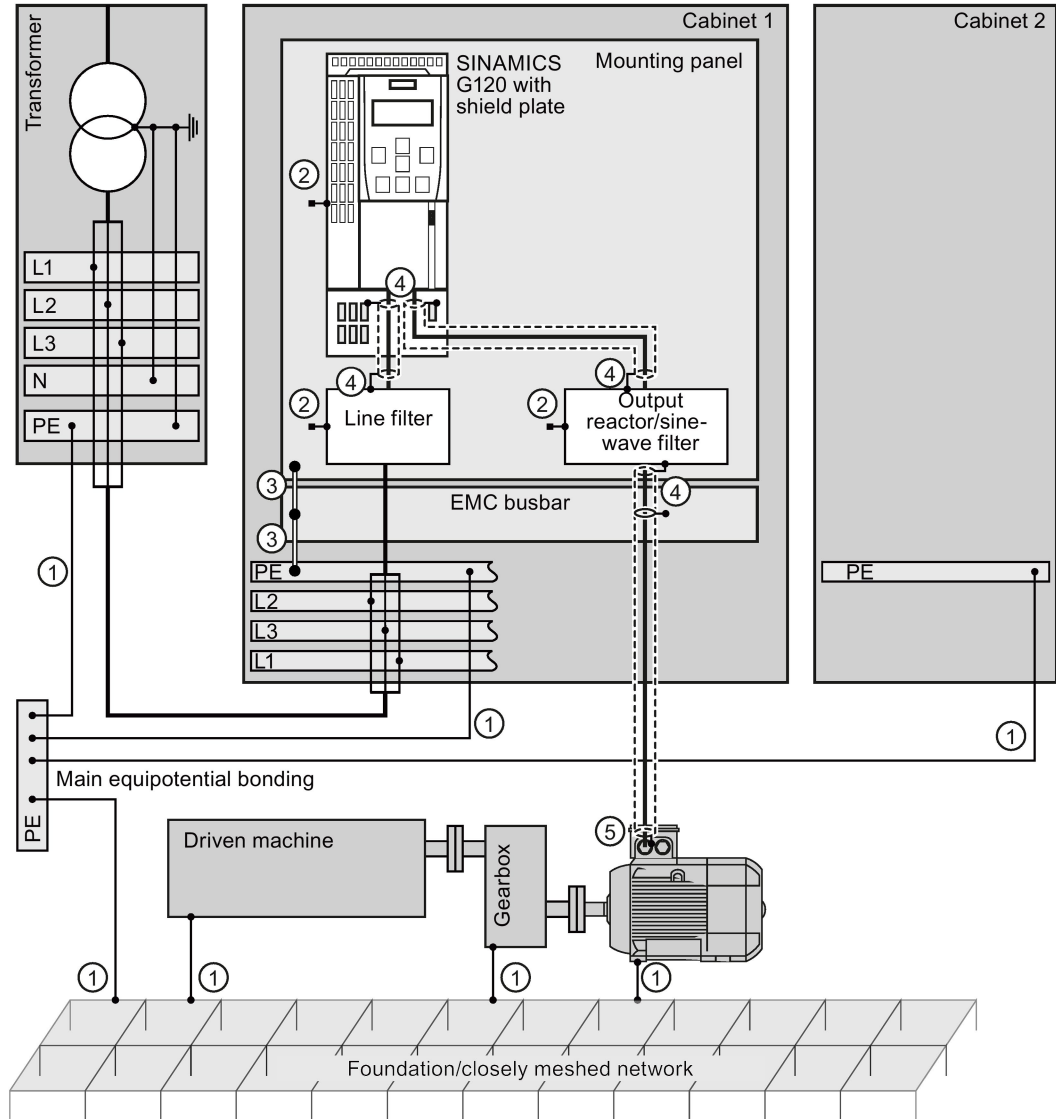 Transformer
Cabinet 1
Cabinet 2
SINAMICS
G120 with
shield plate
Mounting panel
2
L1
L2
L3
N
PE
4
4
4
2
Line filter
2
Output
reactor/sine-
wave filter
3
EMC busbar
4
3
1
PE
PE
L2
L3
L1
1
1
Main equipotential bonding
PE
Driven machine
Gearbox
5
1
1
1
1
Foundation/closely meshed network